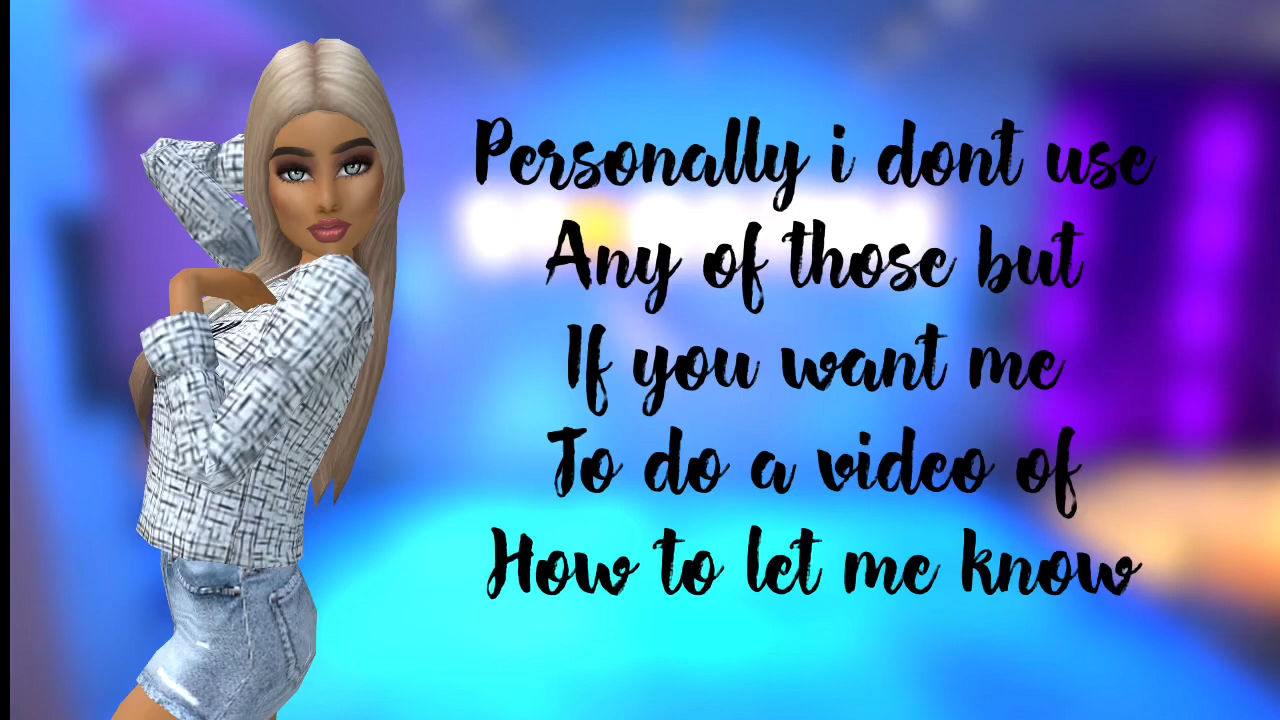 Personally i dont use
Any of those but
If you want me
To do a video of
How to let me know